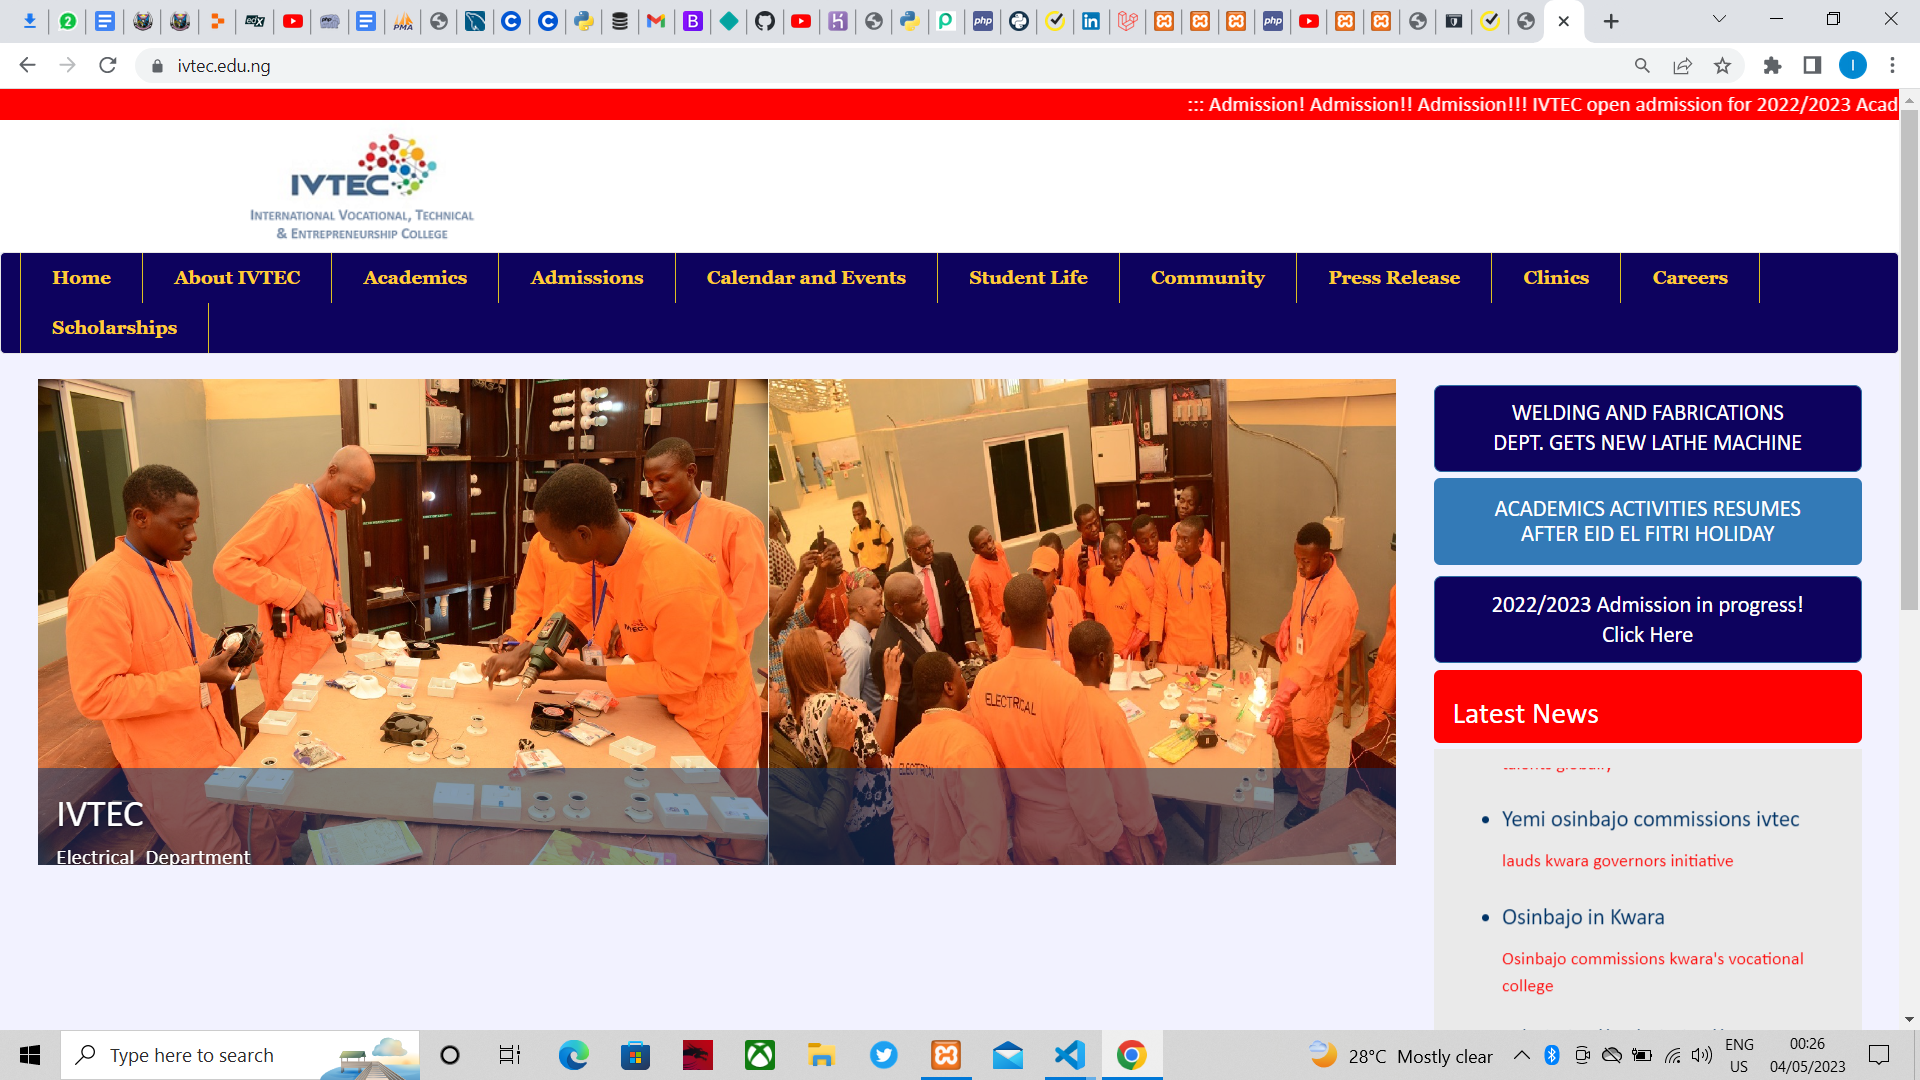 ivtec.edu.ng
::: Admission! Admission!! Admission!!! IVTEC open admission for 2022/2023 Acad
IVTEC
INTERNATIONAL VOCATIONAL, TECHNICAL
& ENTREPRENEURSHIP COLLEGE
Home
About IVTEC
Academics
Admissions
Calendar and Events
Student Life
Community
Press Release
Clinics
Careers
Scholarships
ELECTRICAL
ELECTRICAL
IVTEC
Electrical Department
WELDING AND FABRICATIONS
DEPT. GETS NEW LATHE MACHINE
ACADEMICS ACTIVITIES RESUMES
AFTER EID EL FITRI HOLIDAY
2022/2023 Admission in progress!
Click Here
Latest News
Yemi osinbajo commissions ivtec
lauds kwara governors initiative
Osinbajo in Kwara
Osinbajo commissions kwara's vocational
college
Type here to search
28°C Mostly clear
ENG
US
00:26
04/05/2023